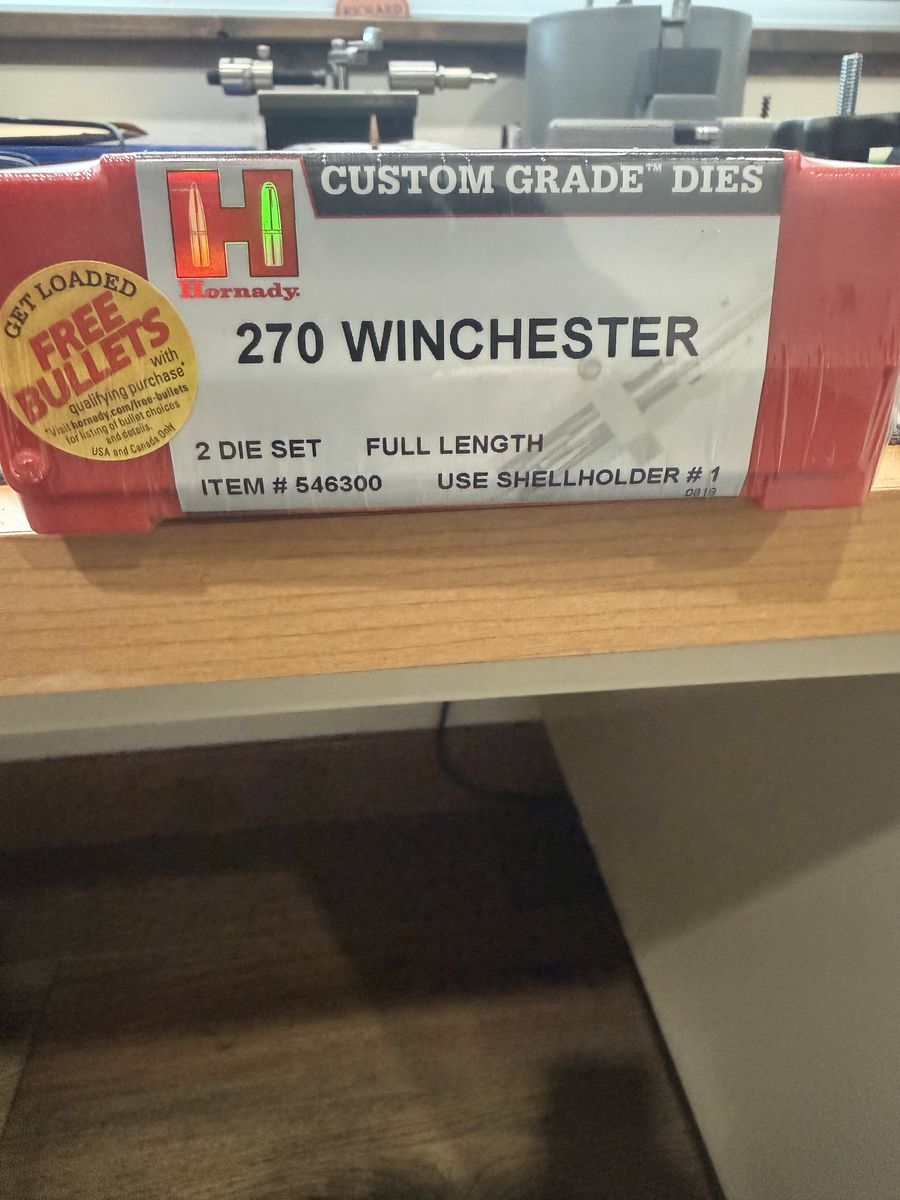 RICHARD
CUSTOM GRADE™ DIES
H
Hornady.
GET LOADED
FREE
BULLETS
with
qualifying purchase*
*Visit hornady.com/free-bullets
for listing of bullet choices
and details.
USA and Canada Only
270 WINCHESTER
2 DIE SET FULL LENGTH
ITEM # 546300 USE SHELLHOLDER # 1